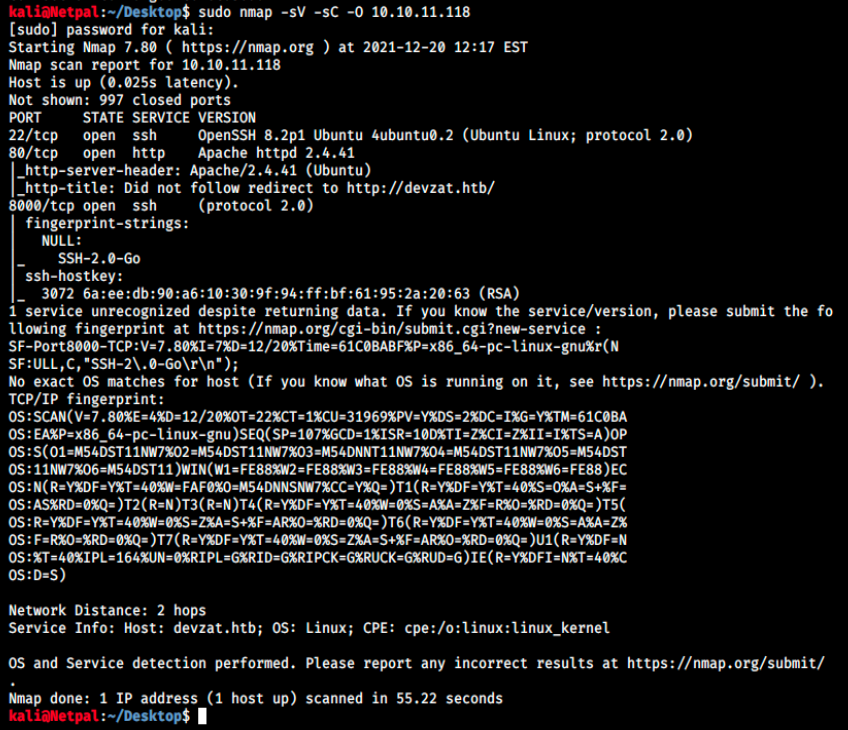 kali@Netpal:~/Desktop$ sudo nmap -sV -sC -O 10.10.11.118
[sudo] password for kali:
Starting Nmap 7.80 ( https://nmap.org ) at 2021-12-20 12:17 EST
Nmap scan report for 10.10.11.118
Host is up (0.025s latency).
Not shown: 997 closed ports
PORT     STATE SERVICE VERSION
22/tcp   open  ssh     OpenSSH 8.2p1 Ubuntu 4ubuntu0.2 (Ubuntu Linux; protocol 2.0)
80/tcp   open  http    Apache httpd 2.4.41
|_http-server-header: Apache/2.4.41 (Ubuntu)
|_http-title: Did not follow redirect to http://devzat.htb/
8000/tcp open  ssh     (protocol 2.0)
| fingerprint-strings:
|   NULL:
|_    SSH-2.0-Go
| ssh-hostkey:
|_  3072 6a:ee:db:90:a6:10:30:9f:94:ff:bf:61:95:2a:20:63 (RSA)
1 service unrecognized despite returning data. If you know the service/version, please submit the fo
llowing fingerprint at https://nmap.org/cgi-bin/submit.cgi?new-service :
SF-Port8000-TCP:V=7.80%I=7%D=12/20%Time=61C0BABF%P=x86_64-pc-linux-gnu%r(N
SF:ULL,C,"SSH-2\.0-Go\r\n");
No exact OS matches for host (If you know what OS is running on it, see https://nmap.org/submit/ ).
TCP/IP fingerprint:
OS:SCAN(V=7.80%E=4%D=12/20%OT=22%CT=1%CU=31969%PV=Y%DS=2%DC=I%G=Y%TM=61C0BA
OS:EA%P=x86_64-pc-linux-gnu)SEQ(SP=107%GCD=1%ISR=10D%TI=Z%CI=Z%II=I%TS=A)OP
OS:S(O1=M54DST11NW7%O2=M54DST11NW7%O3=M54DNNT11NW7%O4=M54DST11NW7%O5=M54DST
OS:11NW7%O6=M54DST11)WIN(W1=FE88%W2=FE88%W3=FE88%W4=FE88%W5=FE88%W6=FE88)EC
OS:N(R=Y%DF=Y%T=40%W=FAF0%O=M54DNNSNW7%CC=Y%Q=)T1(R=Y%DF=Y%T=40%S=O%A=S+%F=
OS:AS%RD=0%Q=)T2(R=N)T3(R=N)T4(R=Y%DF=Y%T=40%W=0%S=A%A=Z%F=R%O=%RD=0%Q=)T5(
OS:R=Y%DF=Y%T=40%W=0%S=Z%A=S+%F=AR%O=%RD=0%Q=)T6(R=Y%DF=Y%T=40%W=0%S=A%A=Z%
OS:F=R%O=%RD=0%Q=)T7(R=Y%DF=Y%T=40%W=0%S=Z%A=S+%F=AR%O=%RD=0%Q=)U1(R=Y%DF=N
OS:%T=40%IPL=164%UN=0%RIPL=G%RID=G%RIPCK=G%RUCK=G%RUD=G)IE(R=Y%DFI=N%T=40%C
OS:D=S)

Network Distance: 2 hops
Service Info: Host: devzat.htb; OS: Linux; CPE: cpe:/o:linux:linux_kernel

OS and Service detection performed. Please report any incorrect results at https://nmap.org/submit/
.
Nmap done: 1 IP address (1 host up) scanned in 55.22 seconds
kali@Netpal:~/Desktop$